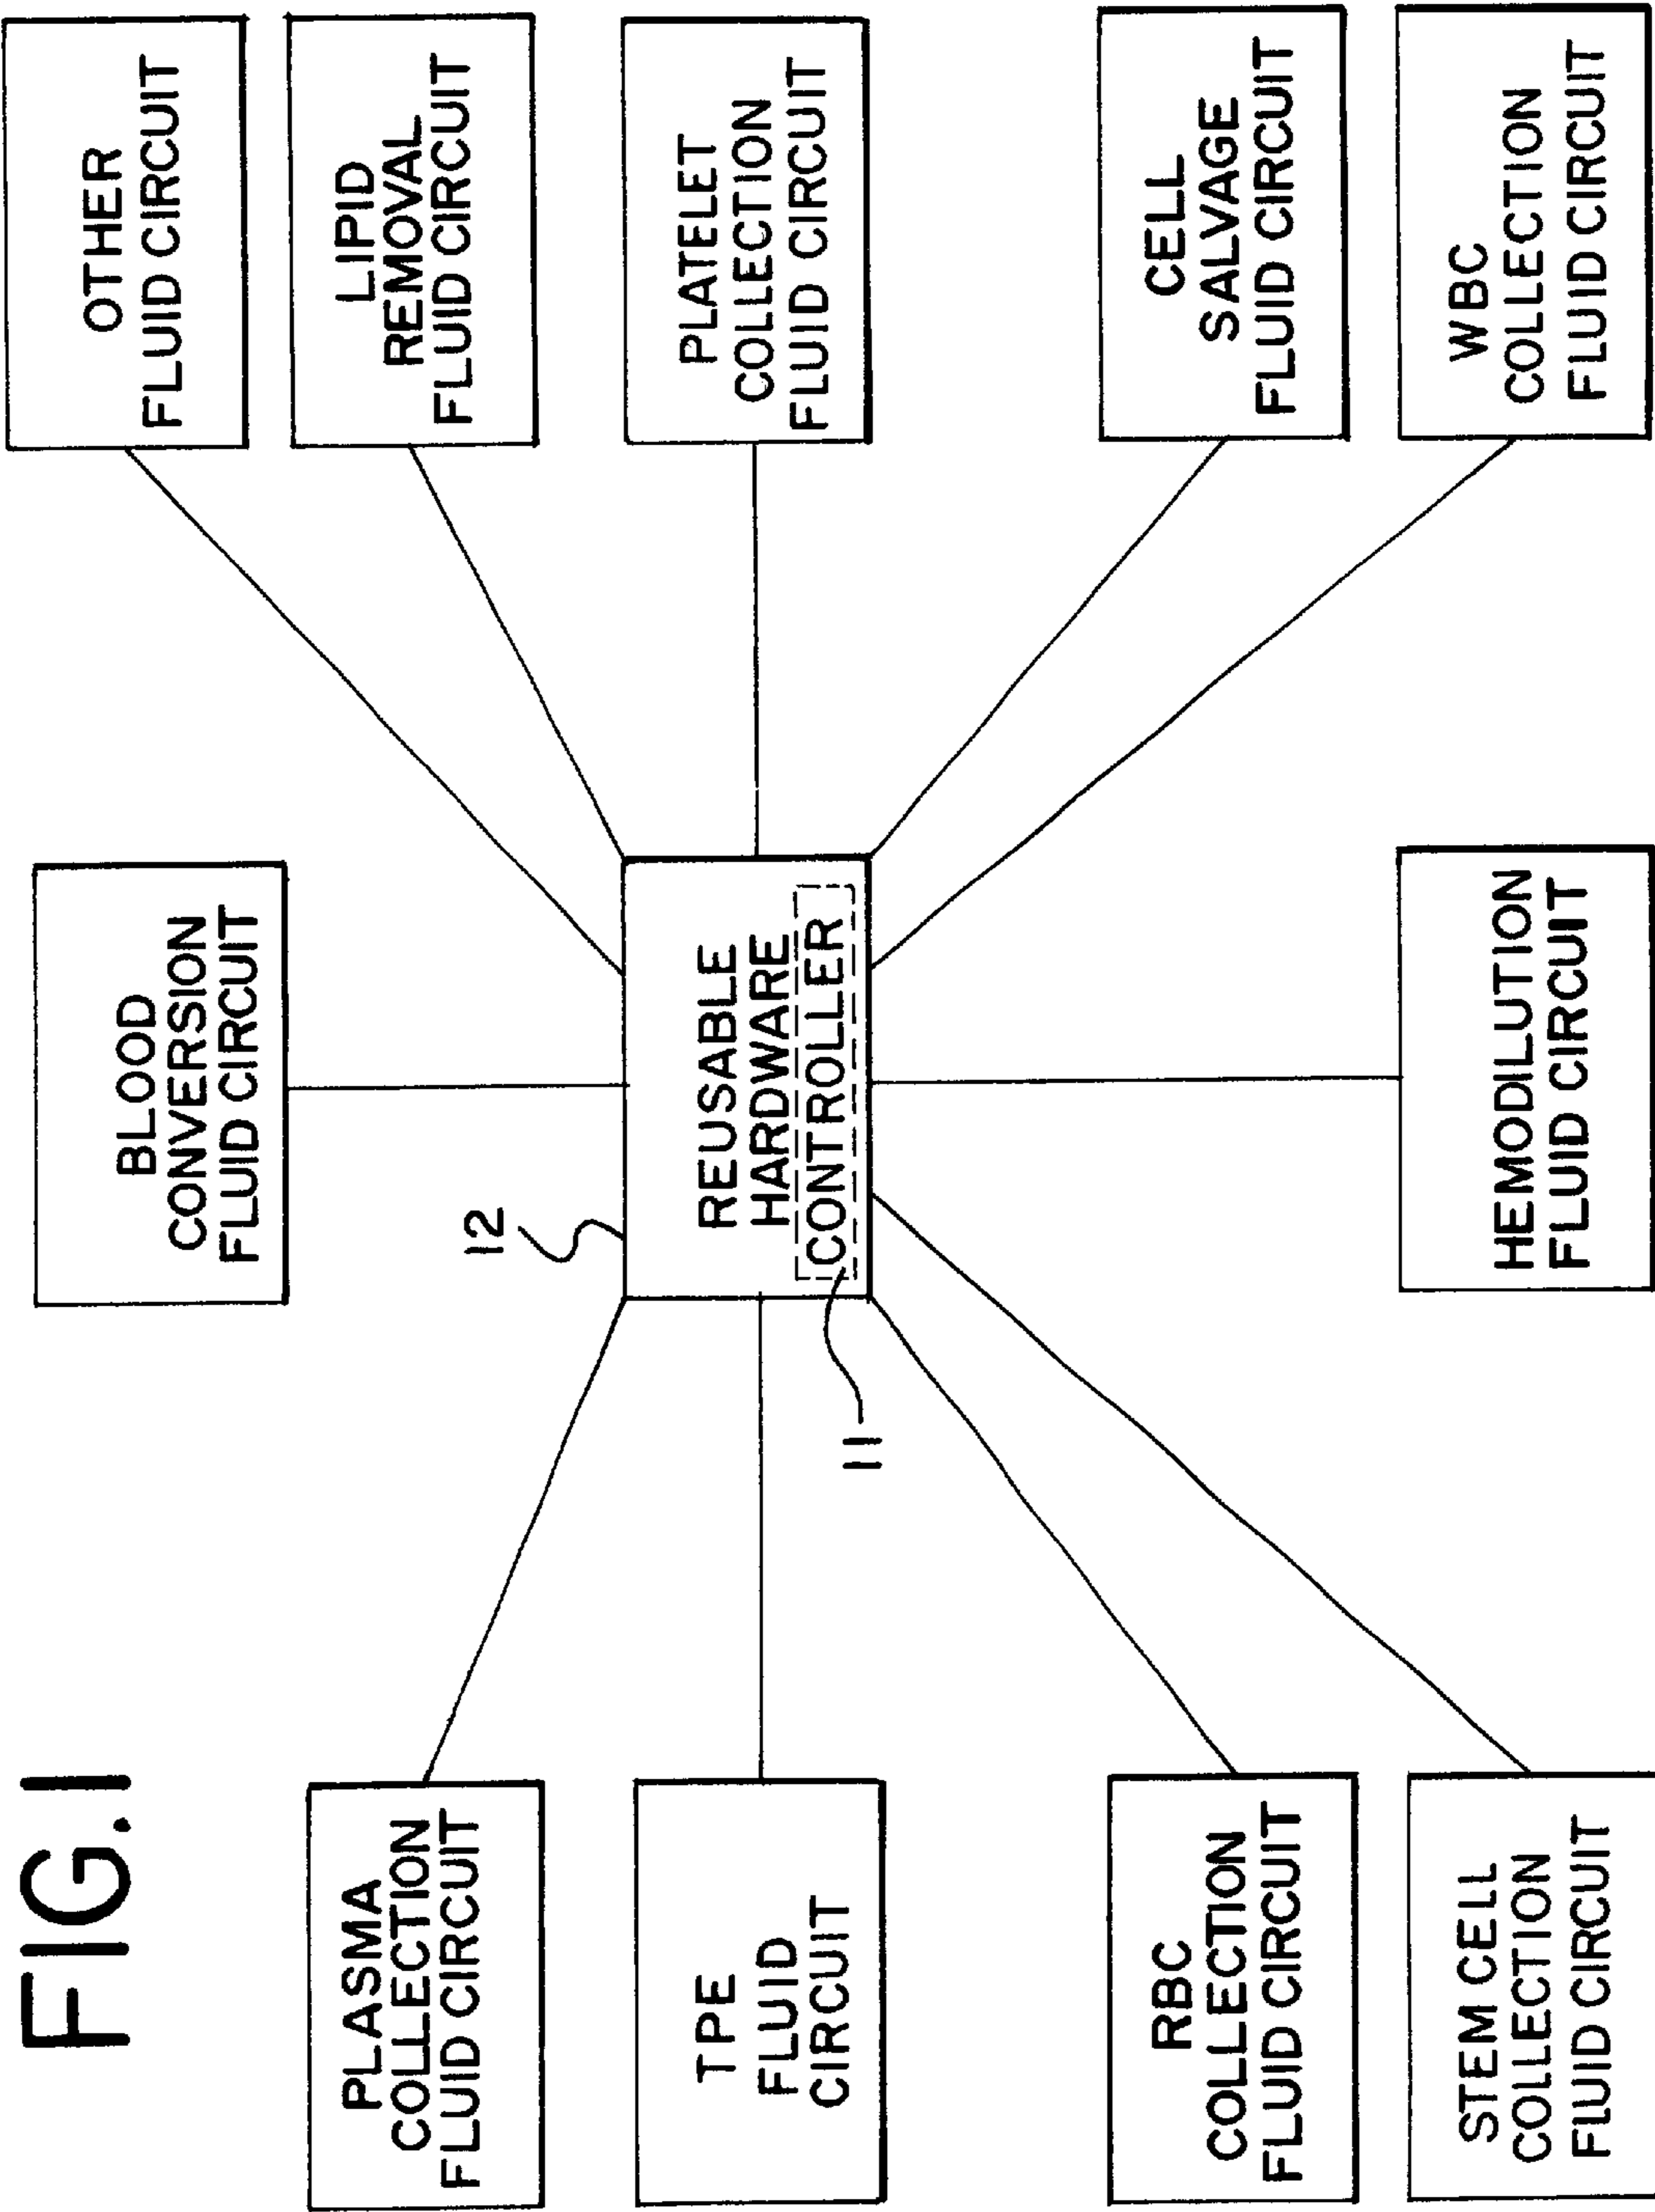 FIG.1
BLOOD
CONVERSION
FLUID CIRCUIT
OTHER
FLUID CIRCUIT
PLASMA
COLLECTION
FLUID CIRCUIT
LIPID
REMOVAL
FLUID CIRCUIT
12
TPE
FLUID
CIRCUIT
REUSABLE
HARDWARE
CONTROLLER
11
PLATELET
COLLECTION
FLUID CIRCUIT
RBC
COLLECTION
FLUID CIRCUIT
CELL
SALVAGE
FLUID CIRCUIT
STEM CELL
COLLECTION
FLUID CIRCUIT
HEMODILUTION
FLUID CIRCUIT
WBC
COLLECTION
FLUID CIRCUIT